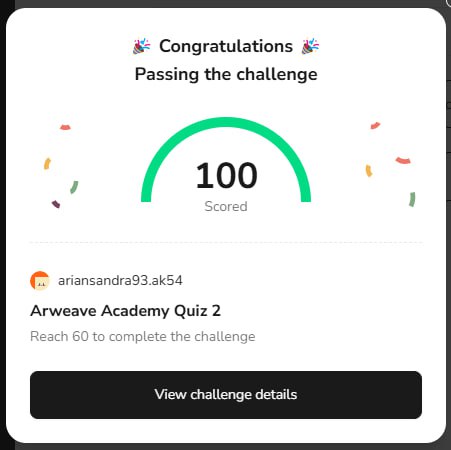 🎉 Congratulations 🎉
Passing the challenge
100
Scored
ariansandra93.ak54
Arweave Academy Quiz 2
Reach 60 to complete the challenge
View challenge details